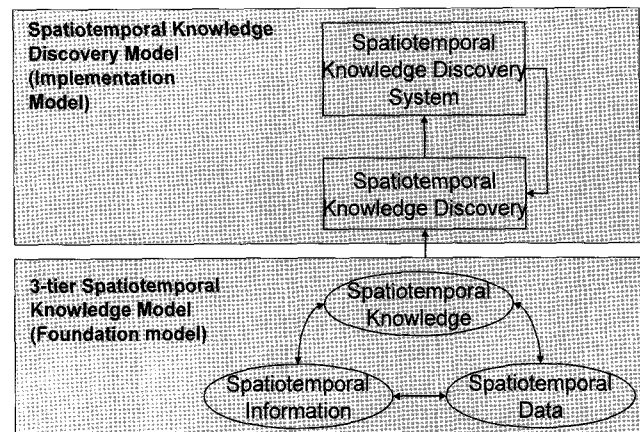 Spatiotemporal Knowledge
Discovery Model
(Implementation
Model)
Spatiotemporal
Knowledge Discovery
System
Spatiotemporal
Knowledge Discovery
3-tier Spatiotemporal
Knowledge Model
(Foundation model)
Spatiotemporal
Knowledge
Spatiotemporal
Information
Spatiotemporal
Data